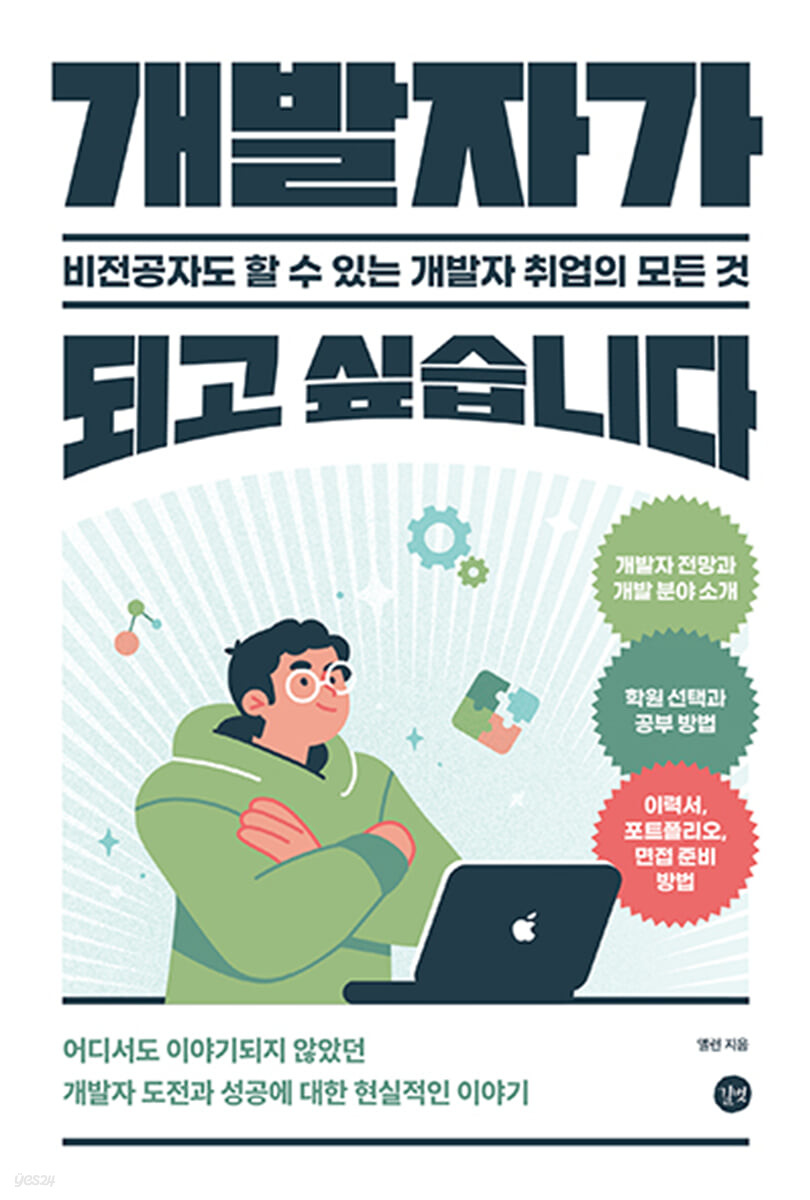 개발자가
비전공자도 할 수 있는 개발자 취업의 모든 것
되고 싶습니다
개발자 전망과
개발 분야 소개
학원 선택과
공부 방법
이력서,
포트폴리오,
면접 준비
방법
어디서도 이야기되지 않았던
개발자 도전과 성공에 대한 현실적인 이야기
앨런 지음
길벗
yes24